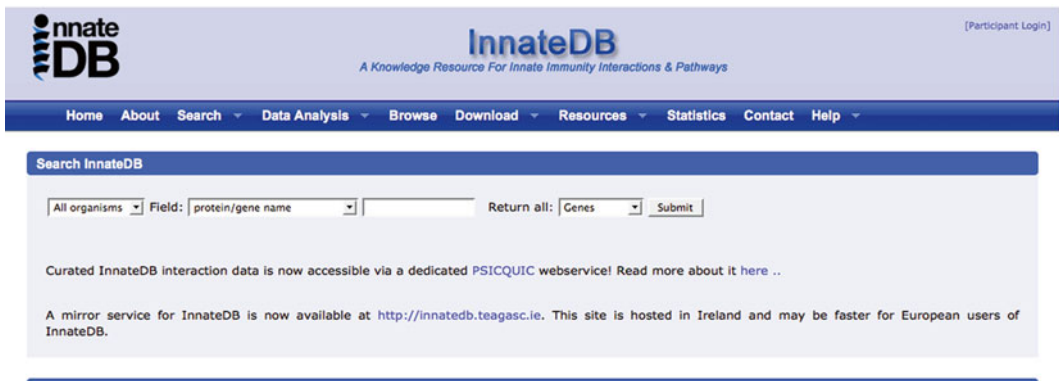 innate
DB
[Participant Login]
InnateDB
A Knowledge Resource For Innate Immunity Interactions & Pathways
Home About Search Data Analysis Browse Download Resources Statistics Contact Help
Search InnateDB
All organisms Field: protein/gene name Return all: Genes Submit
Curated InnateDB interaction data is now accessible via a dedicated PSICQUIC webservice! Read more about it here ..
A mirror service for InnateDB is now available at http://innatedb.teagasc.ie. This site is hosted in Ireland and may be faster for European users of
InnateDB.